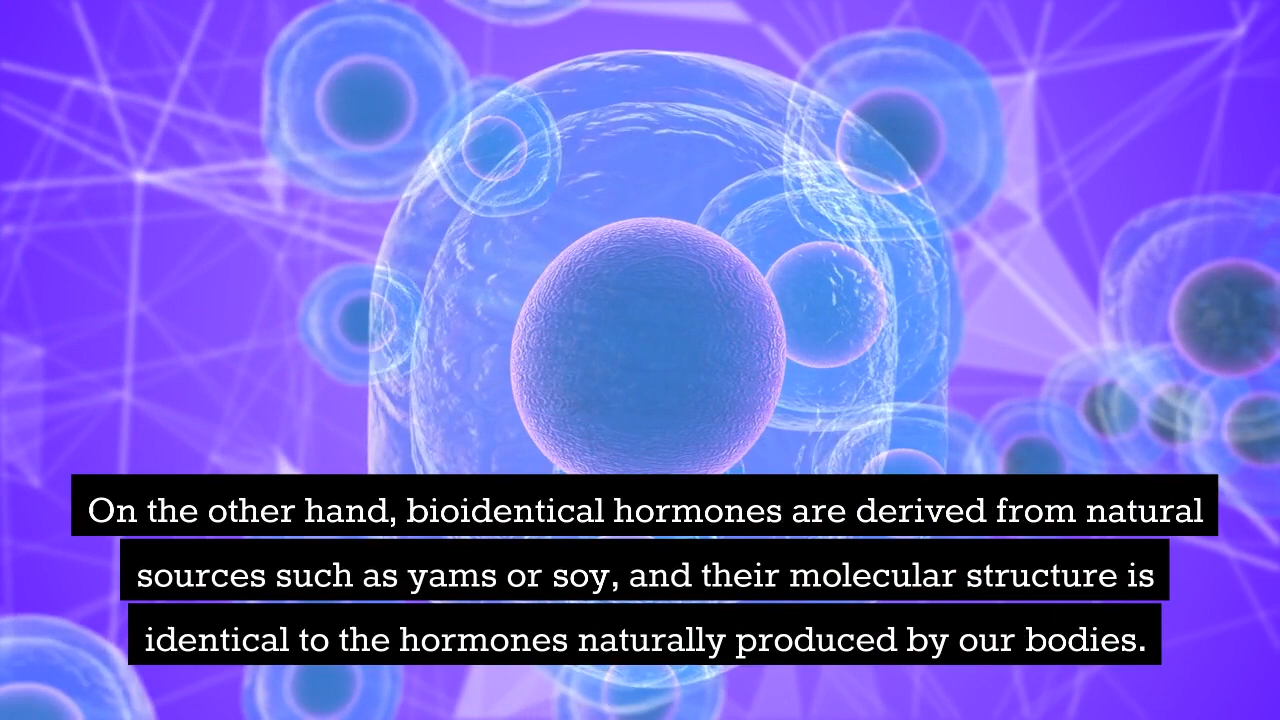 On the other hand, bioidentical hormones are derived from natural
sources such as yams or soy, and their molecular structure is
identical to the hormones naturally produced by our bodies.